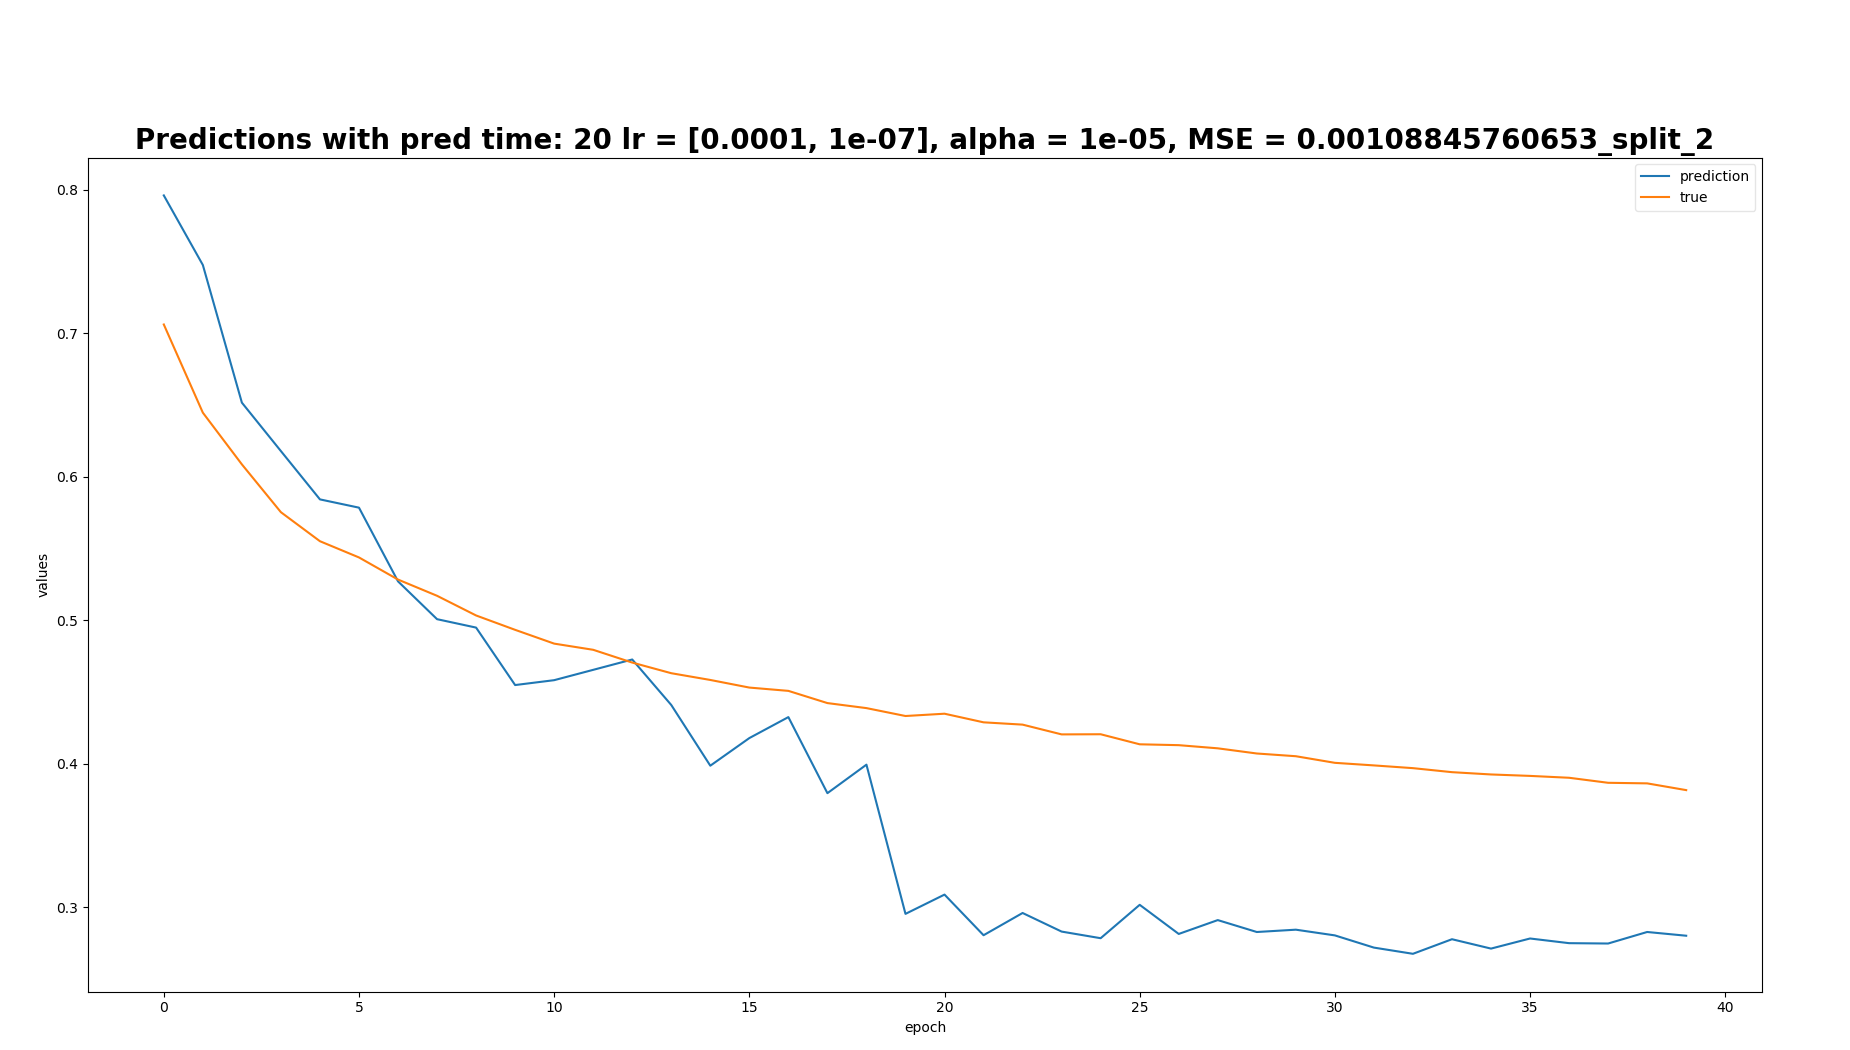 Predictions with pred time: 20 lr = [0.0001, 1e-07], alpha = 1e-05, MSE = 0.00108845760653_split_2
prediction
true
0.8
0.7
0.6
0.5
0.4
0.3
values
0 5 10 15 20 25 30 35 40
epoch